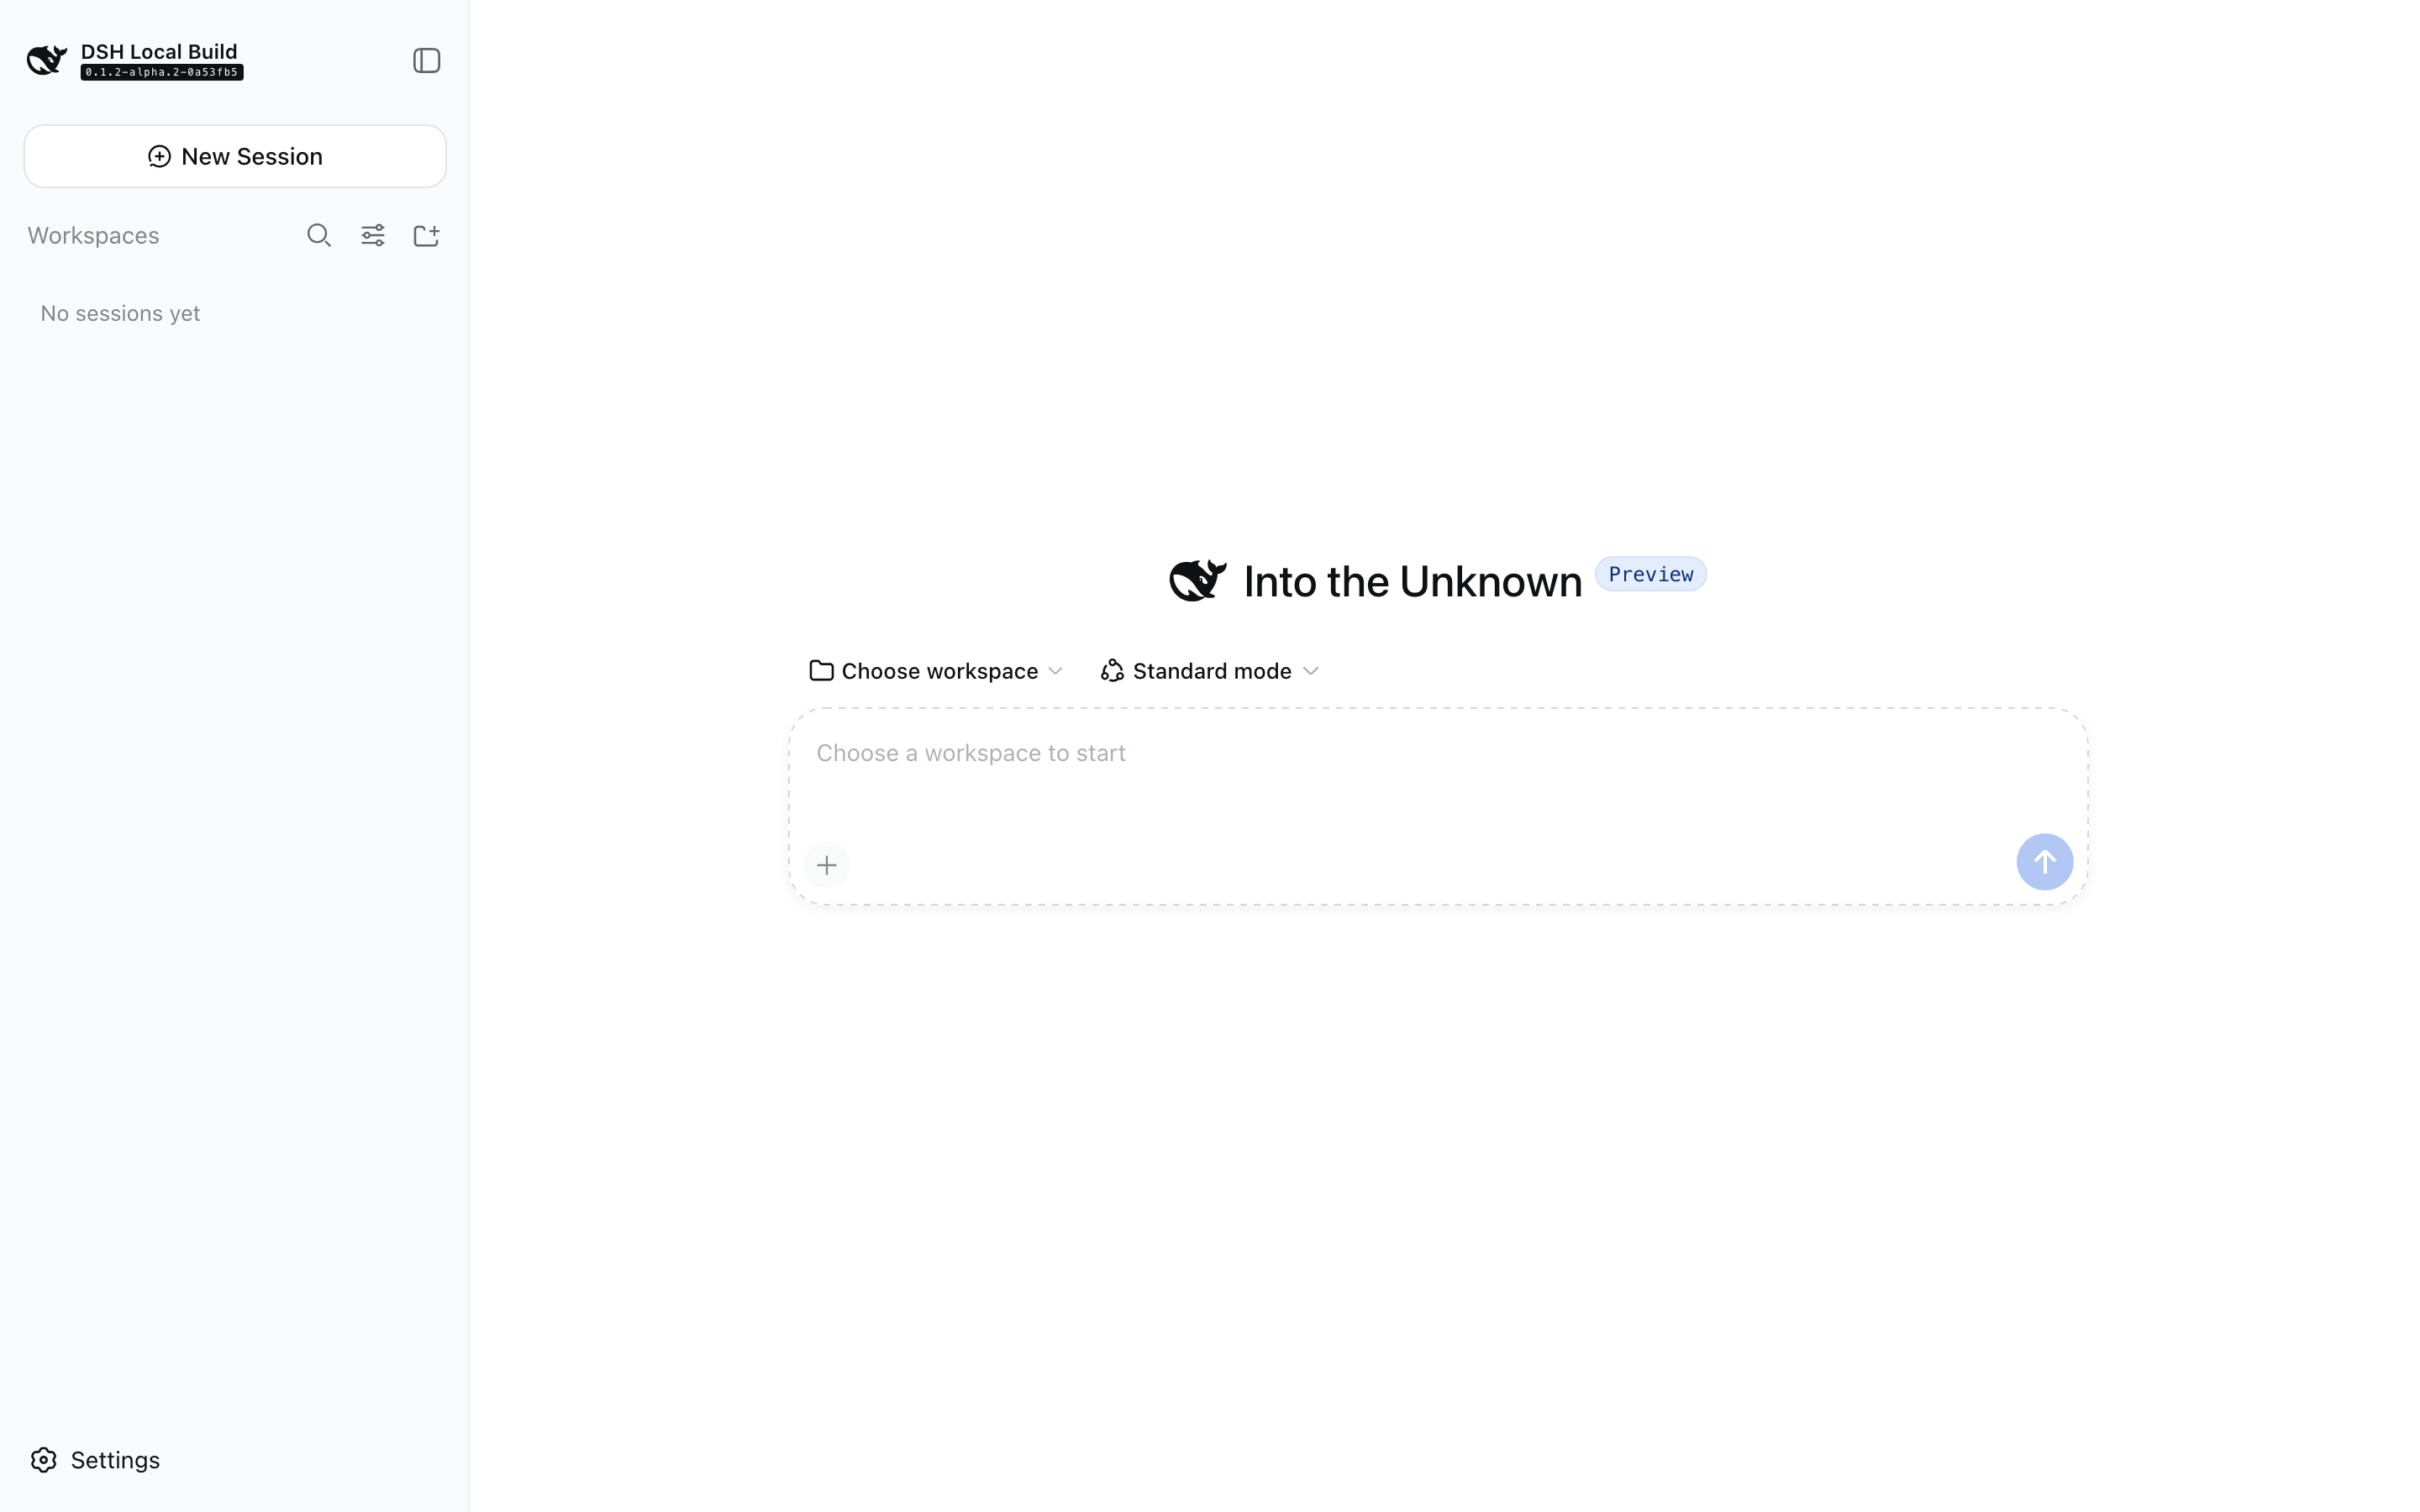 DSH Local Build
0.1.2-alpha.2-0a53fb5
New Session
Workspaces
No sessions yet
Settings
Into the Unknown Preview
Choose workspace Standard mode
Choose a workspace to start